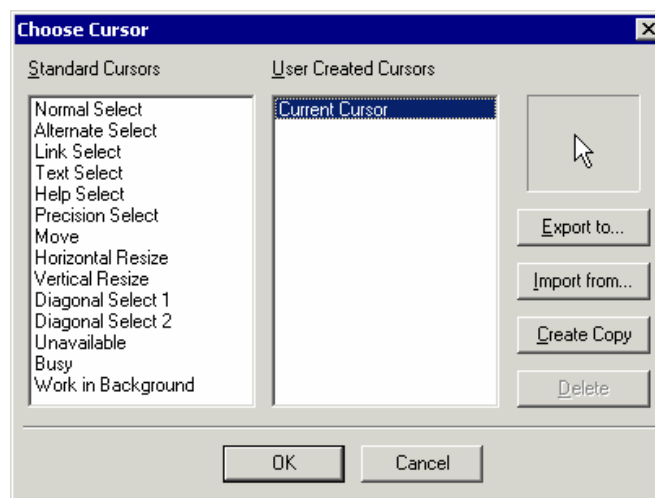 Choose Cursor
Standard Cursors
User Created Cursors
Normal Select
Alternate Select
Link Select
Text Select
Help Select
Precision Select
Move
Horizontal Resize
Vertical Resize
Diagonal Select 1
Diagonal Select 2
Unavailable
Busy
Work in Background
Current Cursor
Export to...
Import from...
Create Copy
Delete
OK
Cancel